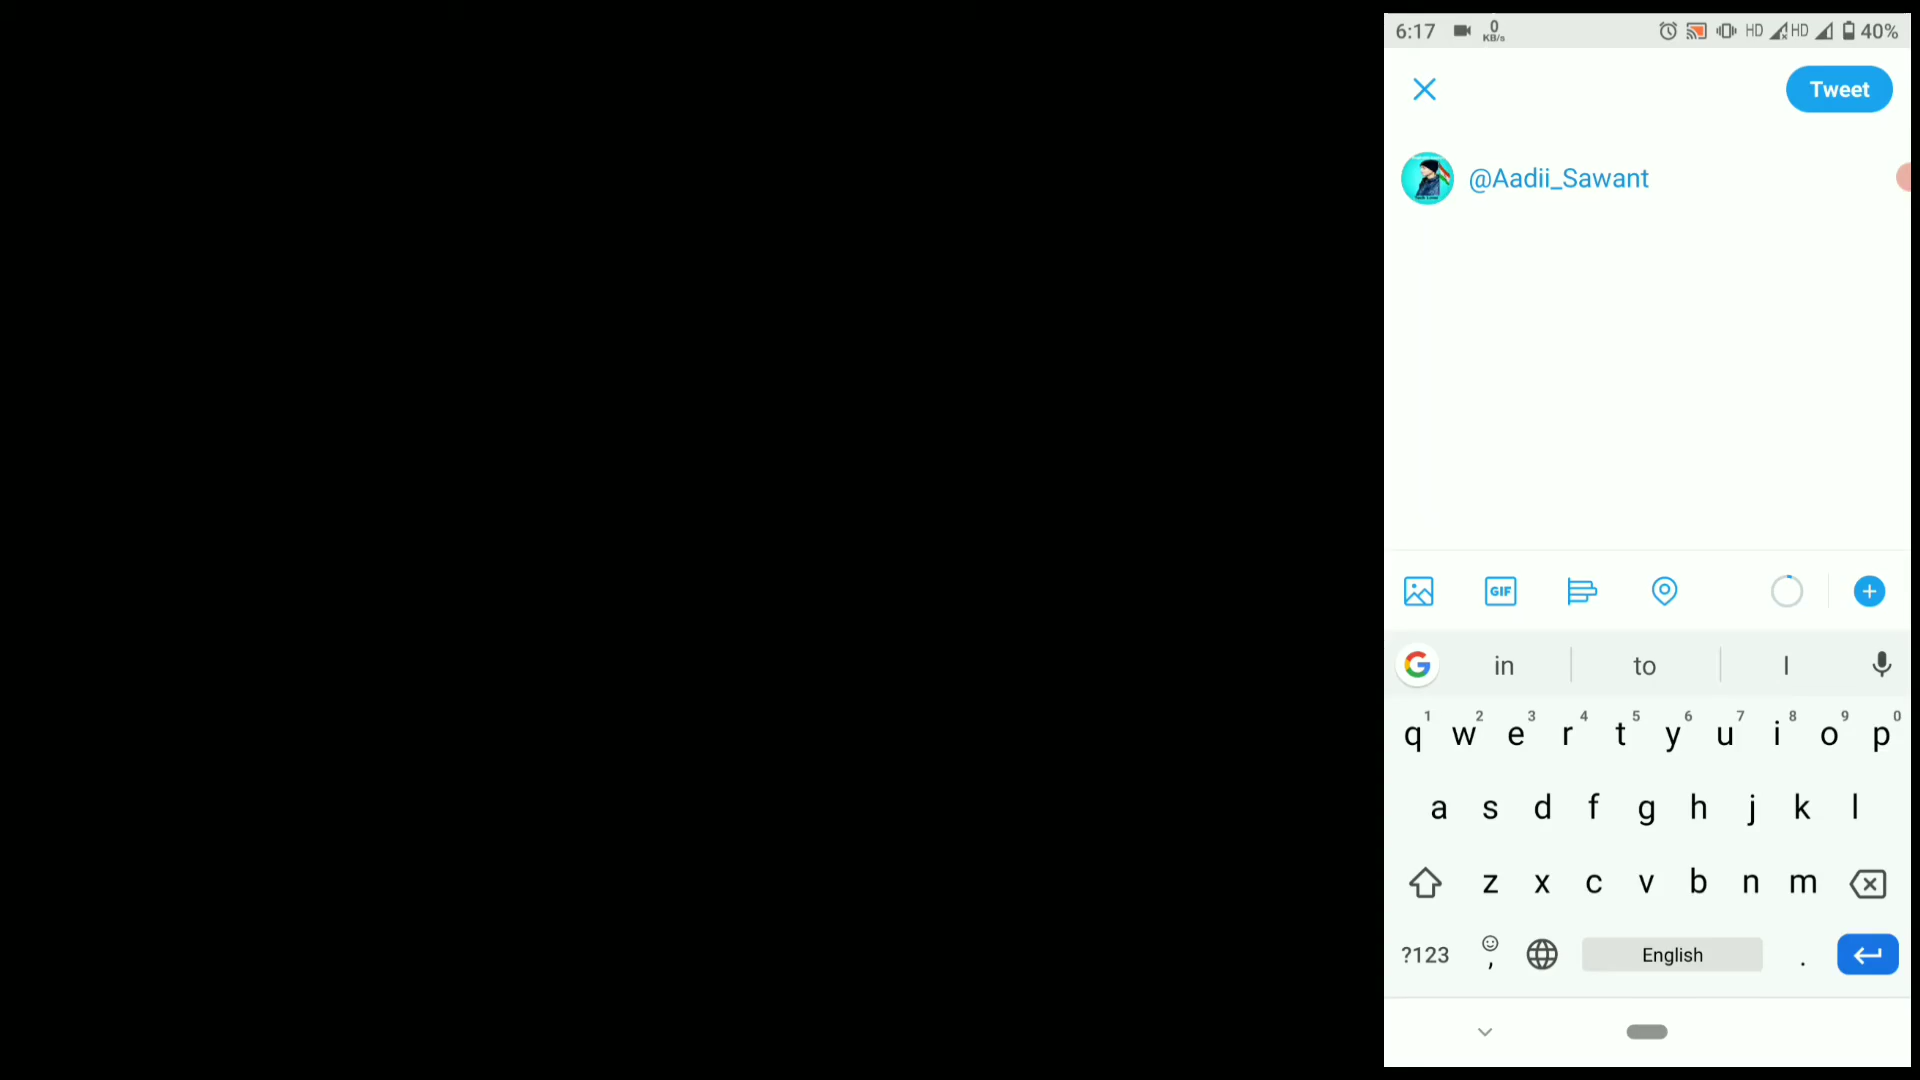 6:17 0 KB/s HD HD 40%
Tweet
@Aadii_Sawant
GIF
in to I
1 2 3 4 5 6 7 8 9 0
q w e r t y u i o p
a s d f g h j k l
z x c v b n m
?123 , English .